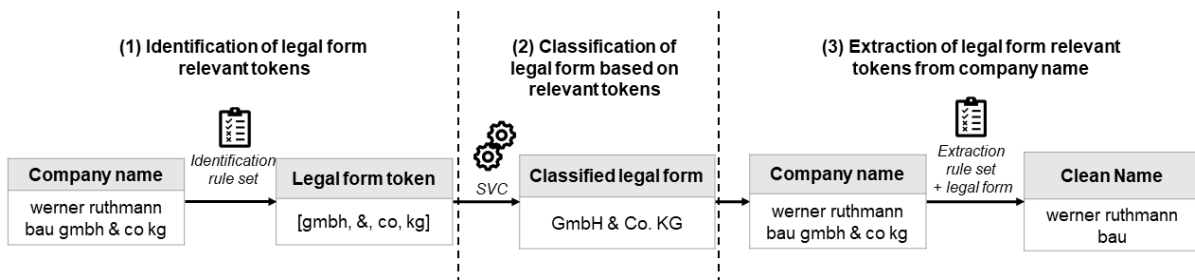 (1) Identification of legal form
relevant tokens
(2) Classification of
legal form based on
relevant tokens
(3) Extraction of legal form relevant
tokens from company name
Identification
rule set
SVC
Extraction
rule set
+ legal form
Company name
werner ruthmann
bau gmbh & co kg
Legal form token
[gmbh, &, co, kg]
Classified legal form
GmbH & Co. KG
Company name
werner ruthmann
bau gmbh & co kg
Clean Name
werner ruthmann
bau